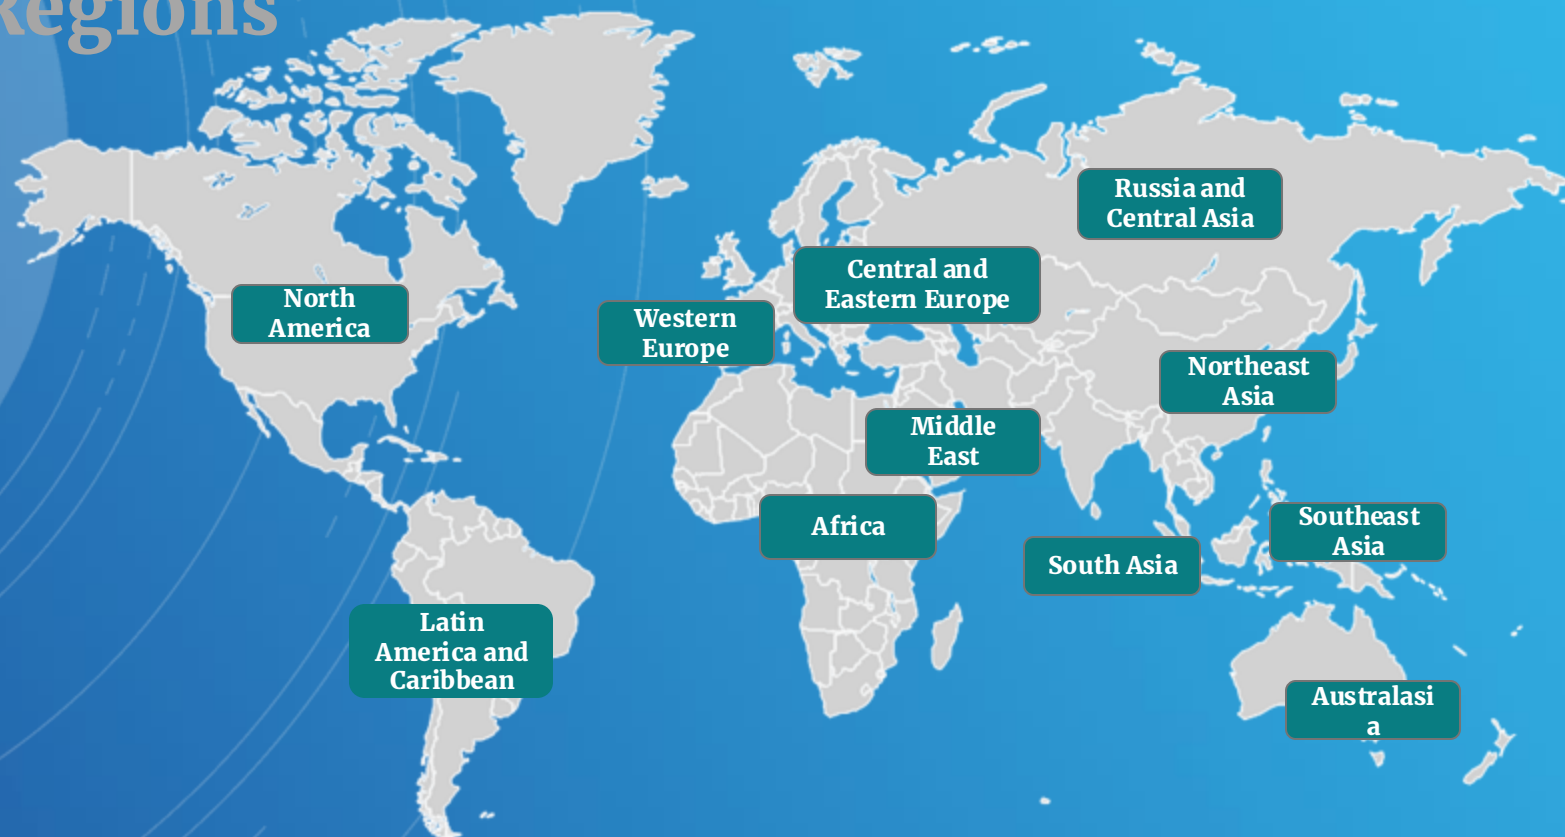 Regions
Russia and
Central Asia
Central and
Eastern Europe
North
America
Western
Europe
Northeast
Asia
Middle
East
Africa
Southeast
Asia
South Asia
Latin
America and
Caribbean
Australasi
a